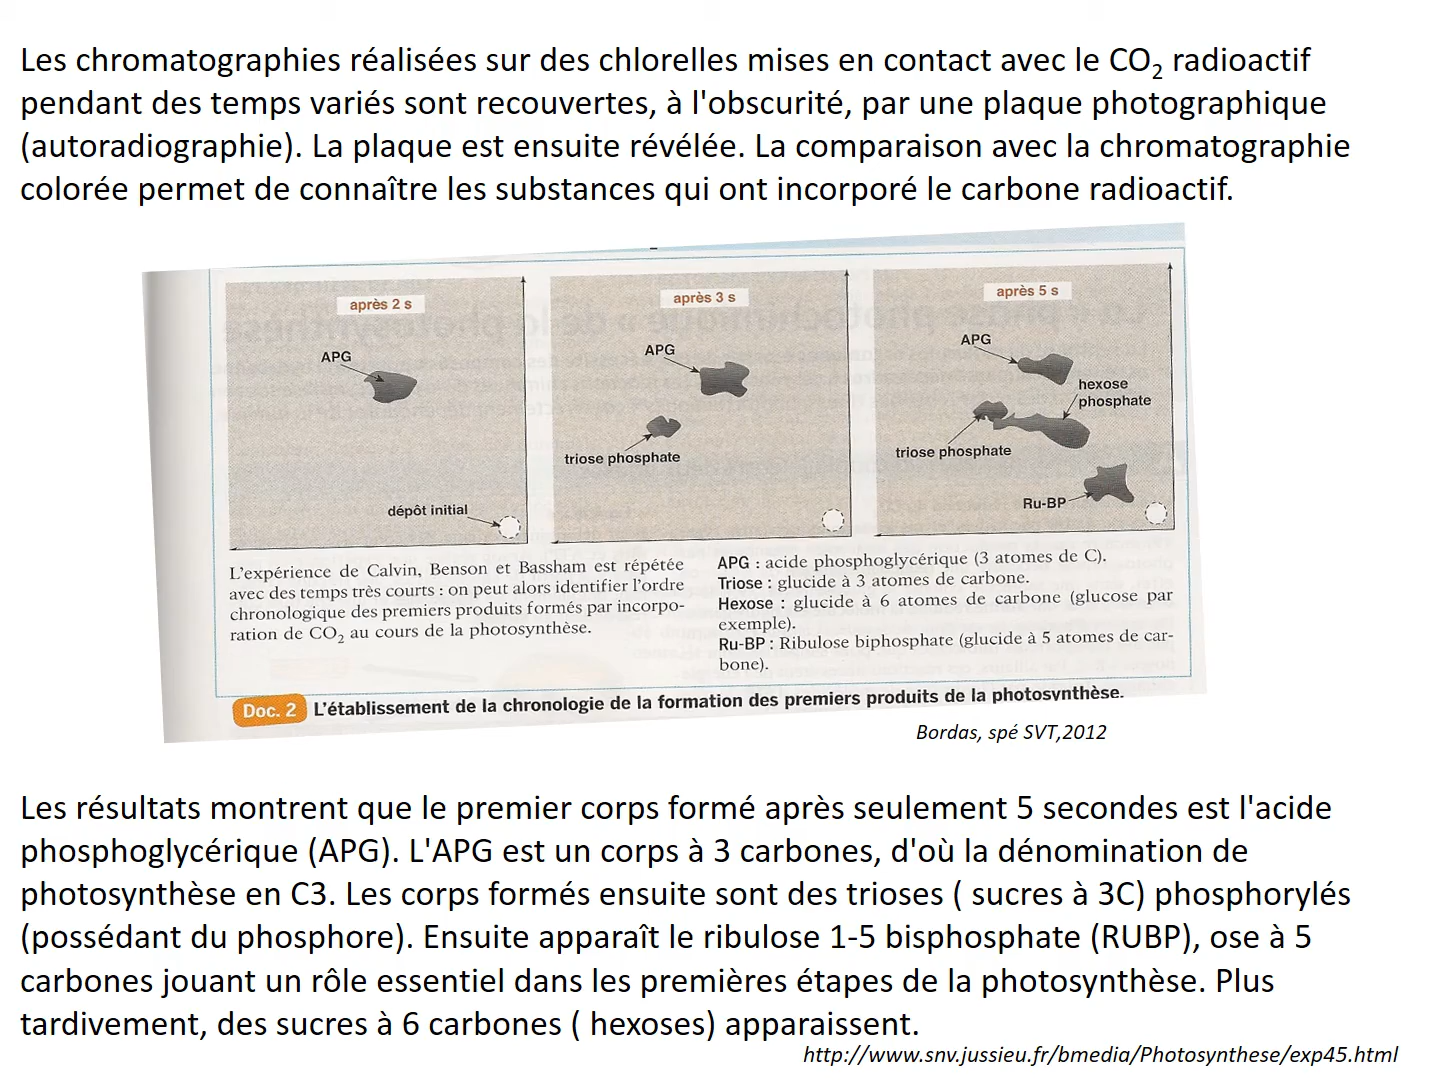 Les chromatographies réalisées sur des chlorelles mises en contact avec le CO2 radioactif
pendant des temps variés sont recouvertes, à l'obscurité, par une plaque photographique
(autoradiographie). La plaque est ensuite révélée. La comparaison avec la chromatographie
colorée permet de connaître les substances qui ont incorporé le carbone radioactif.
après 2 s
APG
dépôt initial
après 3 s
APG
triose phosphate
après 5 s
APG
hexose
phosphate
triose phosphate
Ru-BP
L'expérience de Calvin, Benson et Bassham est répétée
avec des temps très courts : on peut alors identifier l'ordre
chronologique des premiers produits formés par incorpo-
ration de CO2 au cours de la photosynthèse.
APG : acide phosphoglycérique (3 atomes de C).
Triose : glucide à 3 atomes de carbone.
Hexose : glucide à 6 atomes de carbone (glucose par
exemple).
Ru-BP : Ribulose biphosphate (glucide à 5 atomes de car-
bone).
Doc. 2 L'établissement de la chronologie de la formation des premiers produits de la photosynthèse.
Bordas, spé SVT,2012
Les résultats montrent que le premier corps formé après seulement 5 secondes est l'acide
phosphoglycérique (APG). L'APG est un corps à 3 carbones, d'où la dénomination de
photosynthèse en C3. Les corps formés ensuite sont des trioses ( sucres à 3C) phosphorylés
(possédant du phosphore). Ensuite apparaît le ribulose 1-5 bisphosphate (RUBP), ose à 5
carbones jouant un rôle essentiel dans les premières étapes de la photosynthèse. Plus
tardivement, des sucres à 6 carbones ( hexoses) apparaissent.
http://www.snv.jussieu.fr/bmedia/Photosynthese/exp45.html